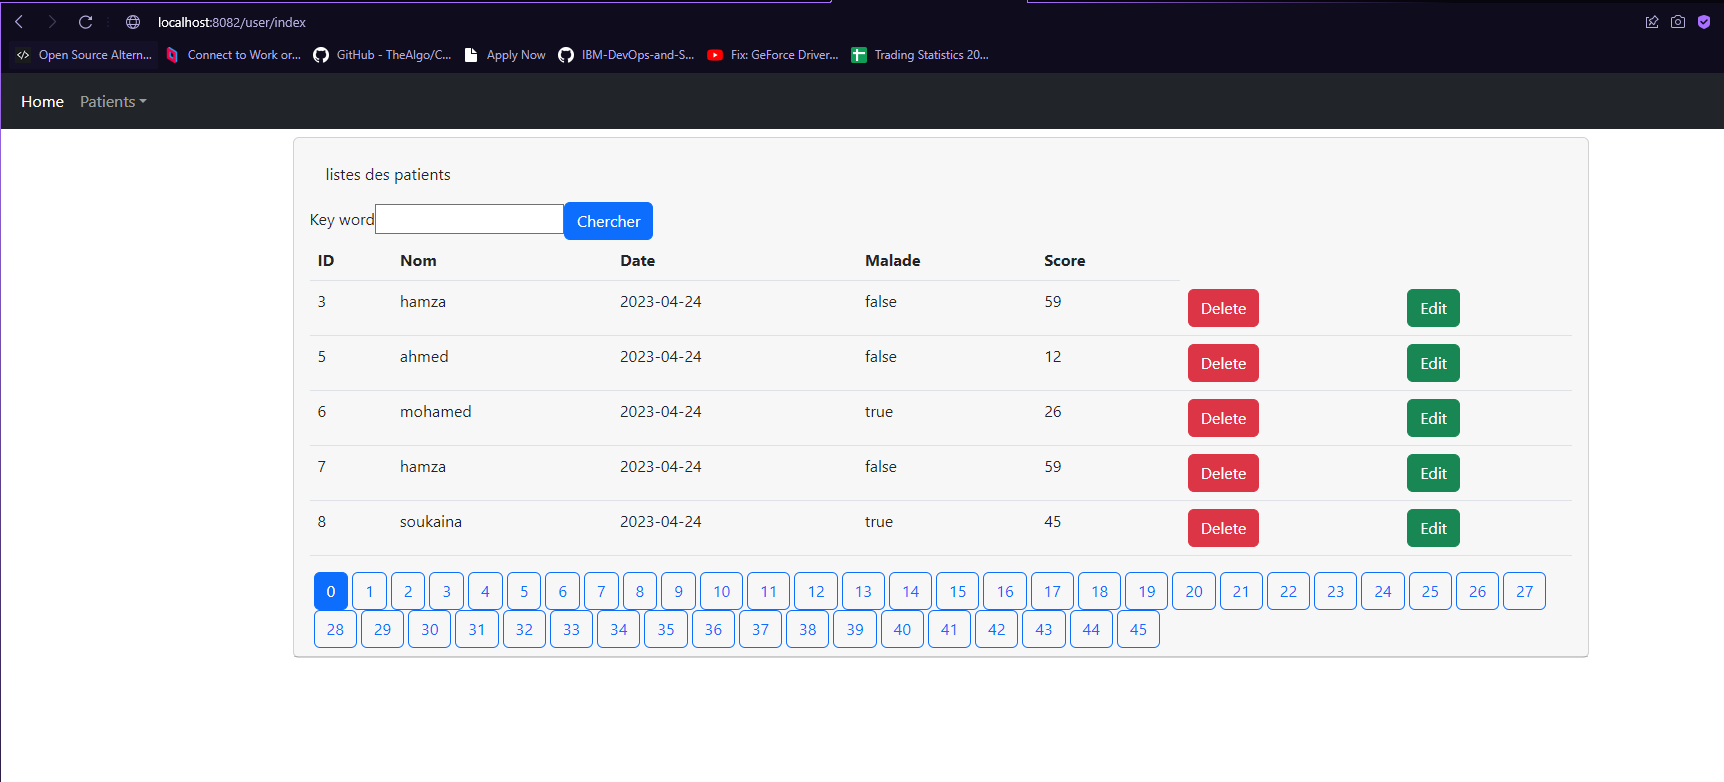 localhost:8082/user/index
Open Source Altern... Connect to Work or... GitHub - TheAlgo/C... Apply Now IBM-DevOps-and-S... Fix: GeForce Driver... Trading Statistics 20...
Home Patients
listes des patients
Key word Chercher
ID Nom Date Malade Score
3 hamza 2023-04-24 false 59 Delete Edit
5 ahmed 2023-04-24 false 12 Delete Edit
6 mohamed 2023-04-24 true 26 Delete Edit
7 hamza 2023-04-24 false 59 Delete Edit
8 soukaina 2023-04-24 true 45 Delete Edit
0 1 2 3 4 5 6 7 8 9 10 11 12 13 14 15 16 17 18 19 20 21 22 23 24 25 26 27
28 29 30 31 32 33 34 35 36 37 38 39 40 41 42 43 44 45